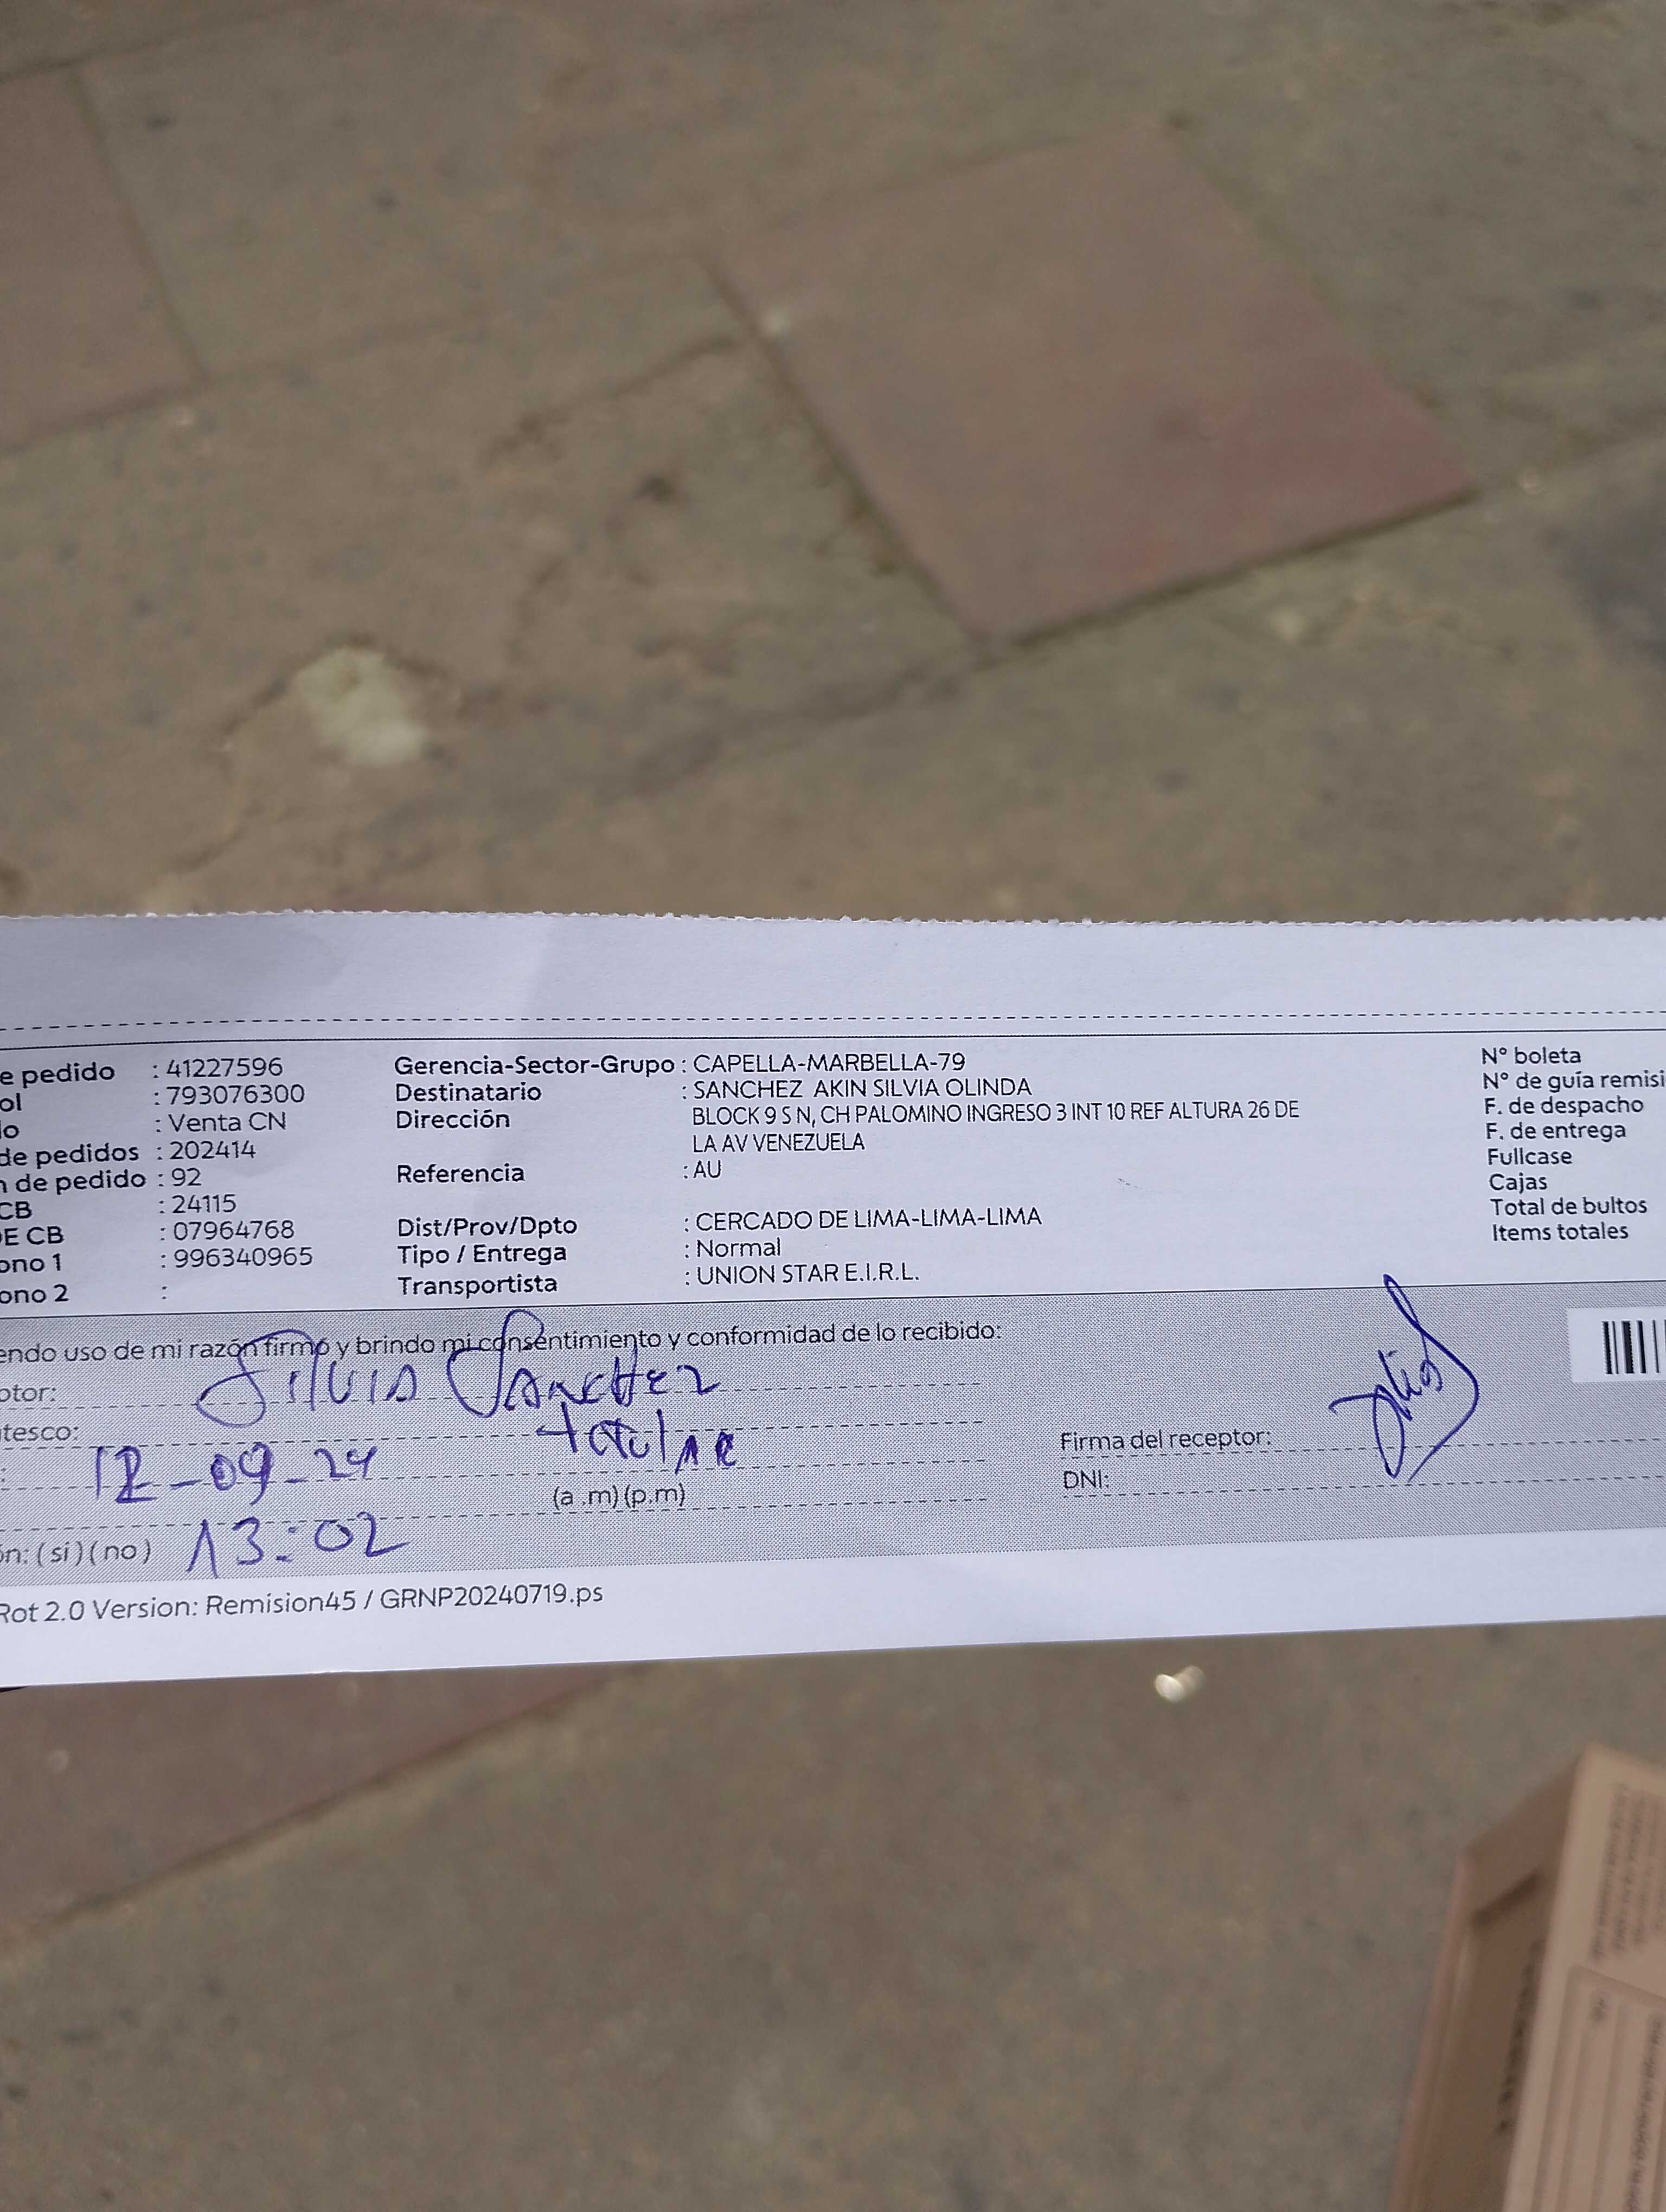 e pedido : 41227596
ol : 793076300
do : Venta CN
de pedidos : 202414
n de pedido : 92
CB : 24115
E CB : 07964768
ono 1 : 996340965
ono 2 :
Gerencia-Sector-Grupo : CAPELLA-MARBELLA-79
Destinatario : SANCHEZ AKIN SILVIA OLINDA
Dirección BLOCK 9 S N, CH PALOMINO INGRESO 3 INT 10 REF ALTURA 26 DE
LA AV VENEZUELA
Referencia : AU
Dist/Prov/Dpto : CERCADO DE LIMA-LIMA-LIMA
Tipo / Entrega : Normal
Transportista : UNION STAR E.I.R.L.
N° boleta
N° de guía remisi
F. de despacho
F. de entrega
Fullcase
Cajas
Total de bultos
Items totales
endo uso de mi razón firmo y brindo mi consentimiento y conformidad de lo recibido:
ptor: Silvia Sanchez
tesco: titular
: 12-09-24
(a .m) (p.m)
ón: (si) (no) 13:02
Firma del receptor:
DNI:
Rot 2.0 Version: Remision45 / GRNP20240719.ps